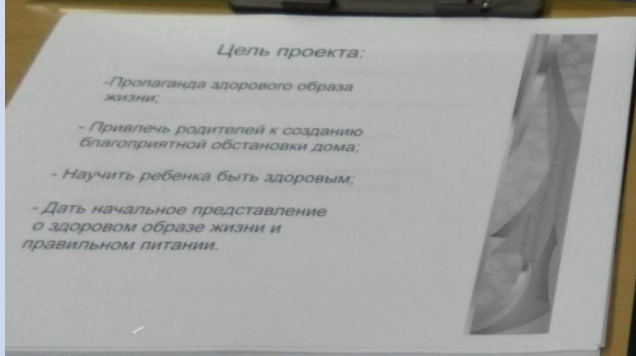 Цель проекта:
-Пропаганда здорового образа
жизни;
- Привлечь родителей к созданию
благоприятной обстановки дома;
- Научить ребенка быть здоровым;
- Дать начальное представление
о здоровом образе жизни и
правильном питании.